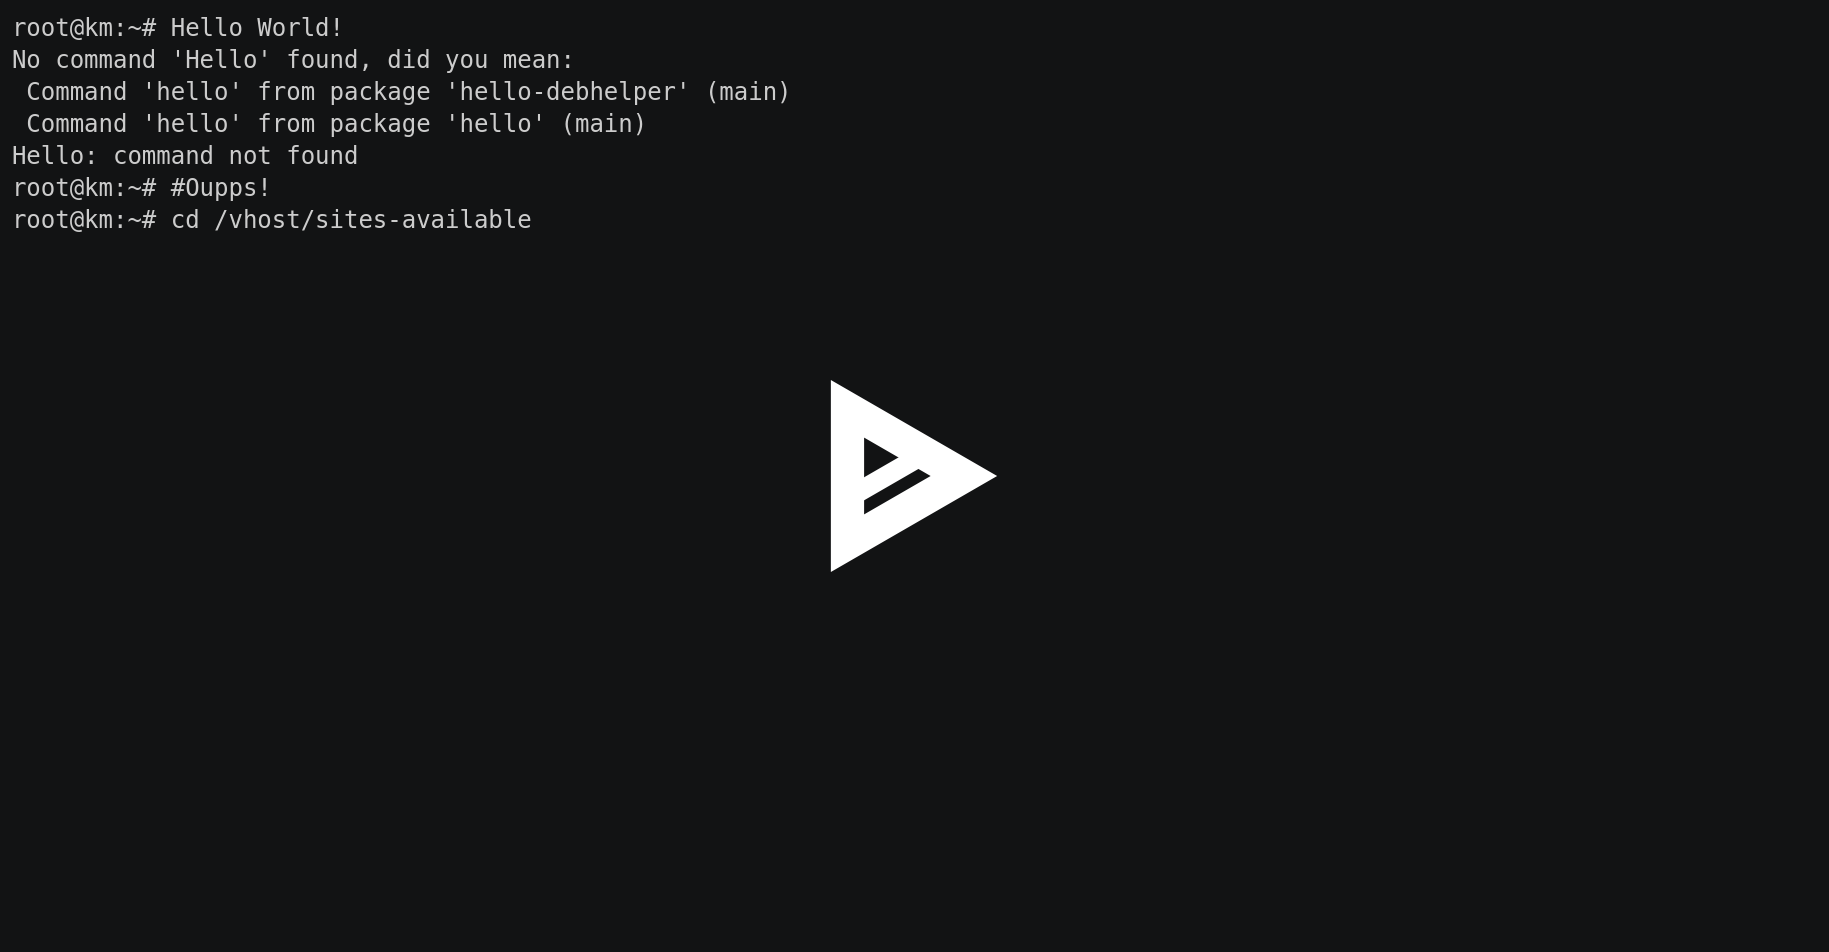 root@km:~# Hello World!
No command 'Hello' found, did you mean:
 Command 'hello' from package 'hello-debhelper' (main)
 Command 'hello' from package 'hello' (main)
Hello: command not found
root@km:~# #Oupps!
root@km:~# cd /vhost/sites-available